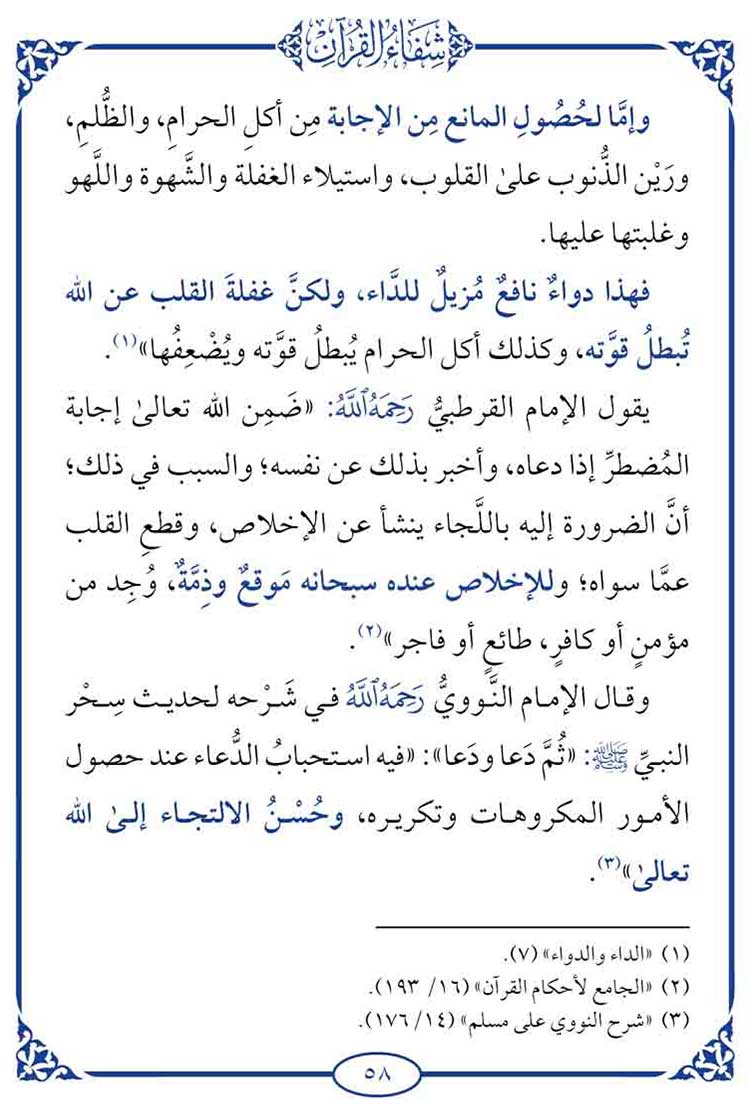 شِفَاءُ القُرْآنِ
وإمَّا لحُصُولِ المانع مِن الإجابة مِن أكلِ الحرامِ، والظُّلمِ،
ورَيْن الذُّنوب علىٰ القلوب، واستيلاء الغفلة والشَّهوة واللَّهو
وغلبتها عليها.
فهذا دواءٌ نافعٌ مُزيلٌ للدَّاء، ولكنَّ غفلةَ القلب عن الله
تُبطلُ قوَّته، وكذلك أكل الحرام يُبطلُ قوَّته ويُضْعِفُها»(١).
يقول الإمام القرطبيُّ رَحِمَهُ ٱللَّهُ: «ضَمِن الله تعالىٰ إجابة
المُضطرِّ إذا دعاه، وأخبر بذلك عن نفسه؛ والسبب في ذلك؛
أنَّ الضرورة إليه باللَّجاء ينشأ عن الإخلاص، وقطعِ القلب
عمَّا سواه؛ وللإخلاص عنده سبحانه مَوقعٌ وذِمَّةٌ، وُجِد من
مؤمنٍ أو كافرٍ، طائعٍ أو فاجر»(٢).
وقال الإمام النَّوويُّ رَحِمَهُ ٱللَّهُ في شَرْحه لحديث سِحْر
النبيِّ ﷺ: «ثُمَّ دَعا ودَعا»: «فيه استحبابُ الدُّعاء عند حصول
الأمور المكروهات وتكريره، وحُسْنُ الالتجاء إلىٰ الله
تعالىٰ»(٣).
(١) «الداء والدواء» (٧).
(٢) «الجامع لأحكام القرآن» (١٦/ ١٩٣).
(٣) «شرح النووي على مسلم» (١٤/ ١٧٦).
٥٨